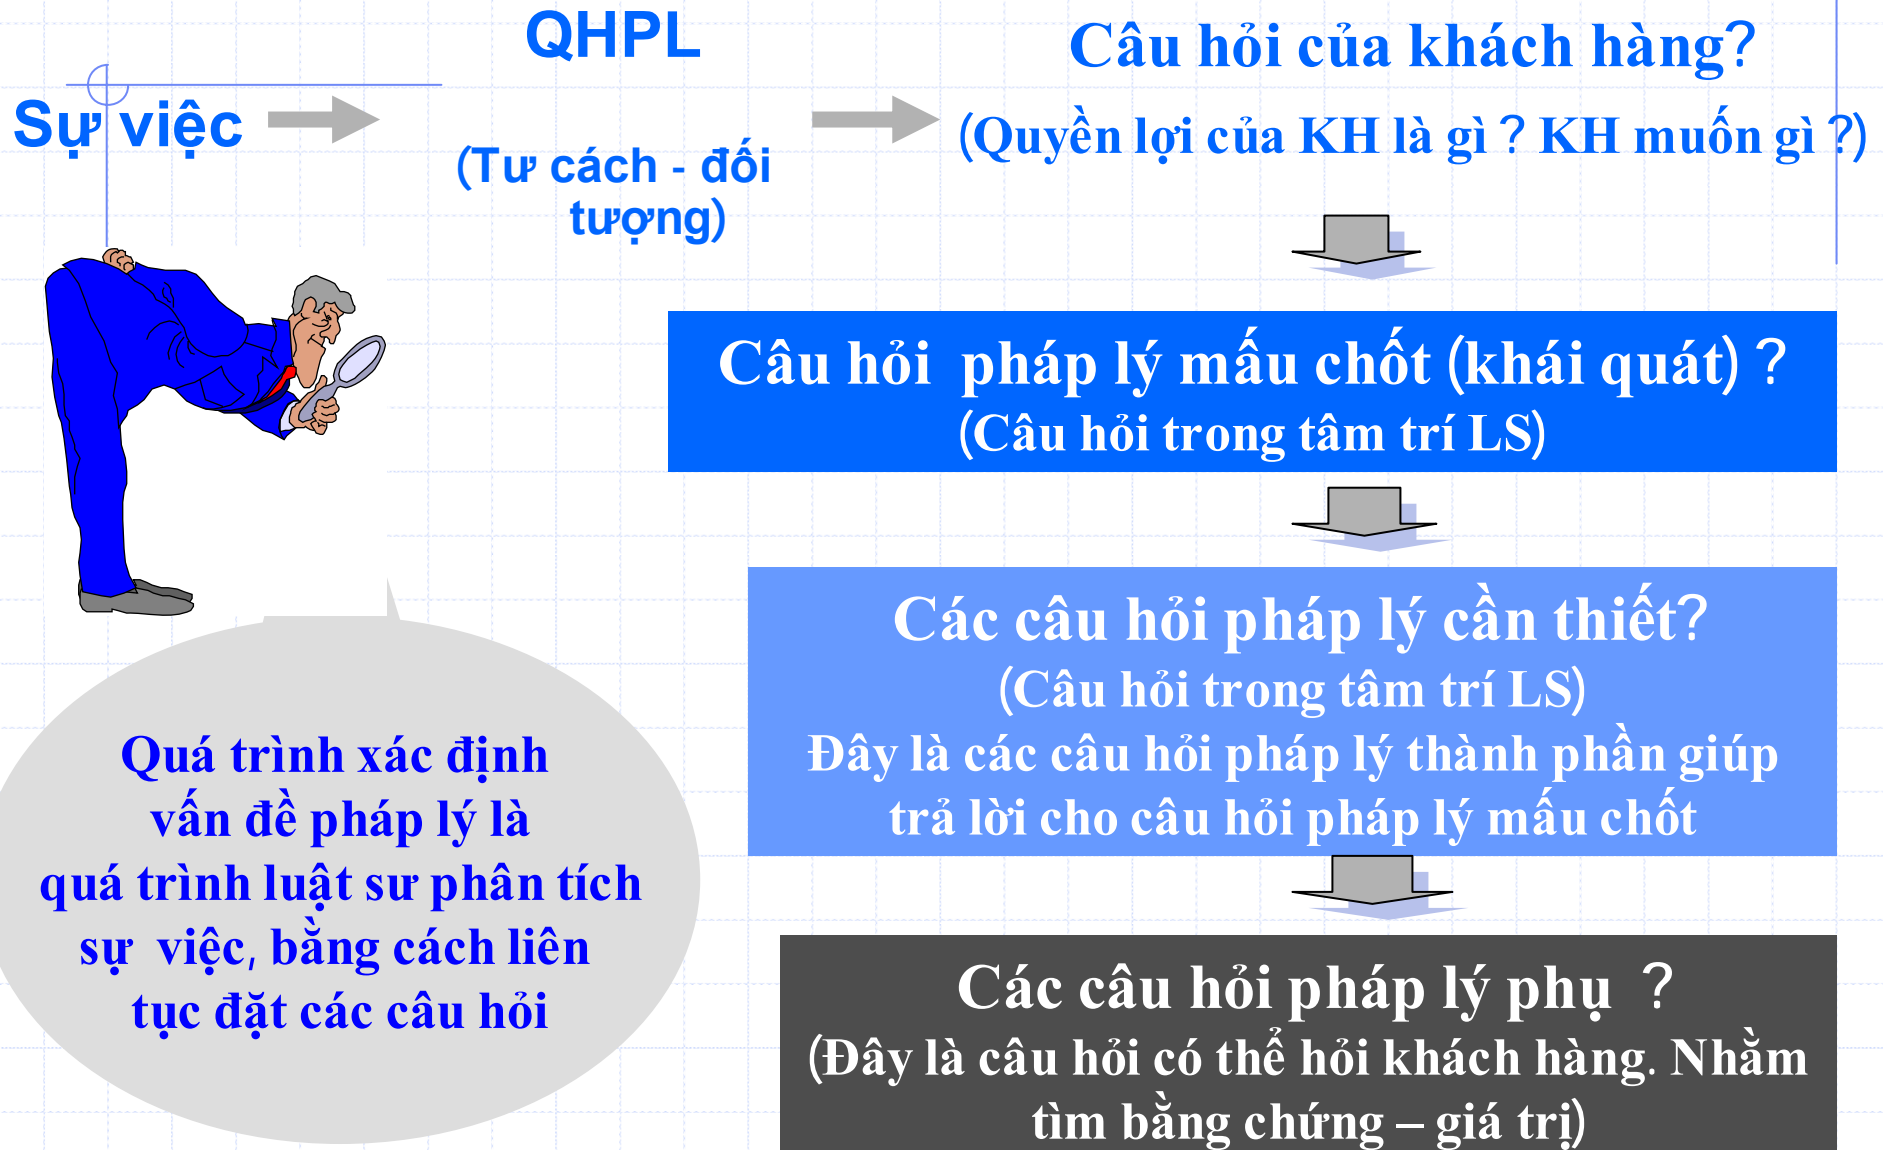 Sự việc
QHPL
(Tư cách - đối
tượng)
Câu hỏi của khách hàng?
(Quyền lợi của KH là gì ? KH muốn gì ?)
Câu hỏi pháp lý mấu chốt (khái quát) ?
(Câu hỏi trong tâm trí LS)
Các câu hỏi pháp lý cần thiết?
(Câu hỏi trong tâm trí LS)
Đây là các câu hỏi pháp lý thành phần giúp
trả lời cho câu hỏi pháp lý mấu chốt
Các câu hỏi pháp lý phụ ?
(Đây là câu hỏi có thể hỏi khách hàng. Nhằm
tìm bằng chứng – giá trị)
Quá trình xác định
vấn đề pháp lý là
quá trình luật sư phân tích
sự việc, bằng cách liên
tục đặt các câu hỏi